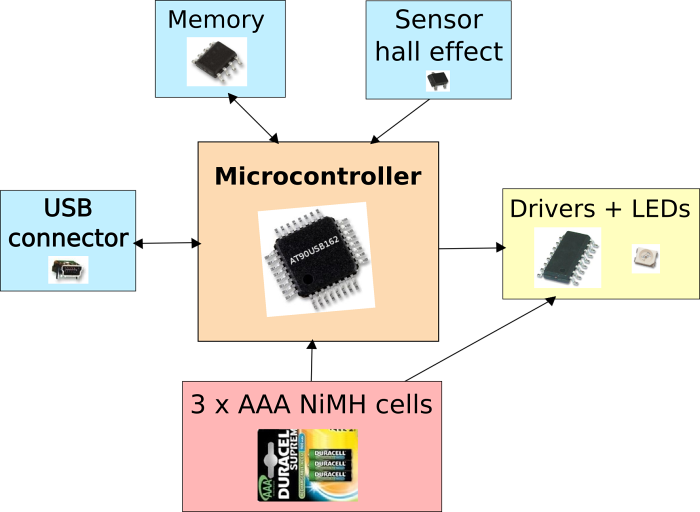 Memory
Sensor
hall effect
Microcontroller
AT90USB162
USB
connector
Drivers + LEDs
3 x AAA NiMH cells
AAA
DURACELL
SUPREM
DURACELL
DURACELL
DURACELL